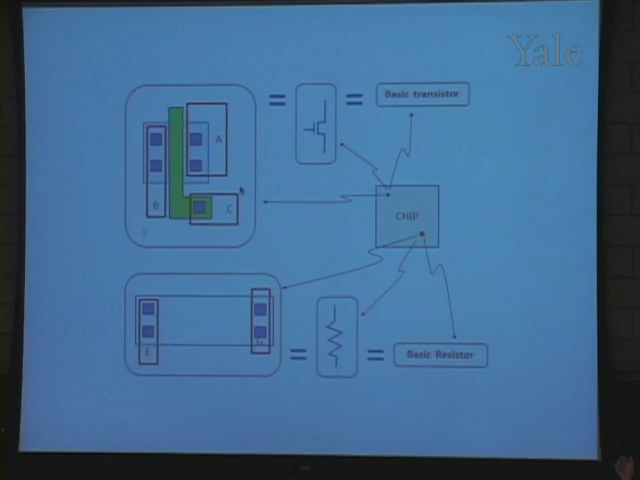 Yale
Basic transistor
A
B
C
CHIP
E
Basic Resistor